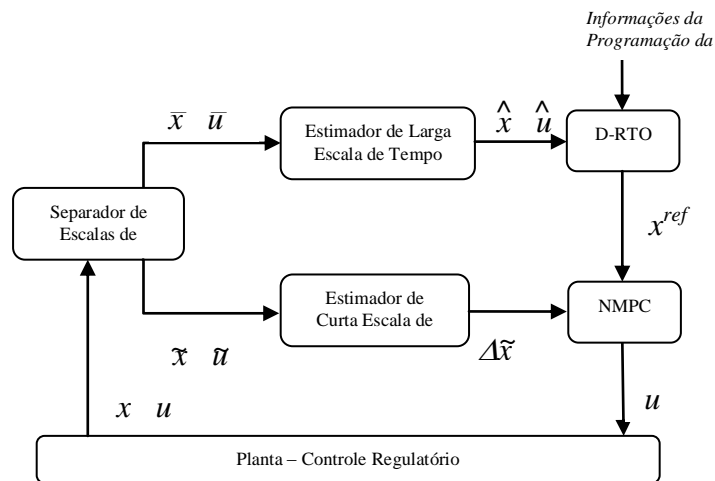 Informações da
Programação da
x̄ ū
Estimador de Larga
Escala de Tempo
x̂ û
D-RTO
Separador de
Escalas de
x^ref
Estimador de
Curta Escala de
NMPC
x̃ ũ
Δx̃
x u
u
Planta – Controle Regulatório